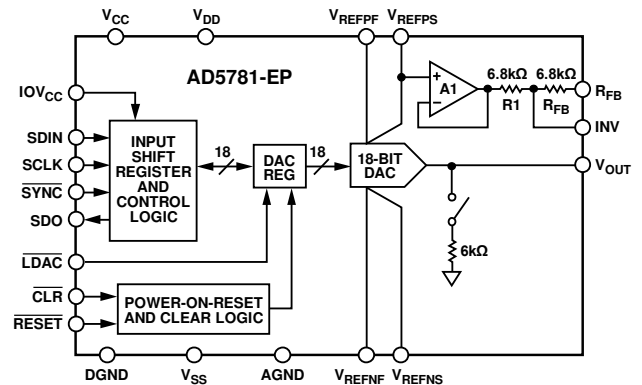 VCC VDD VREFPF VREFPS
AD5781-EP
IOVCC
SDIN
SCLK
SYNC
SDO
LDAC
CLR
RESET
INPUT
SHIFT
REGISTER
AND
CONTROL
LOGIC
18
DAC
REG
18
18-BIT
DAC
A1
6.8kΩ 6.8kΩ
R1 RFB
RFB
INV
VOUT
6kΩ
POWER-ON-RESET
AND CLEAR LOGIC
DGND VSS AGND VREFNF VREFNS